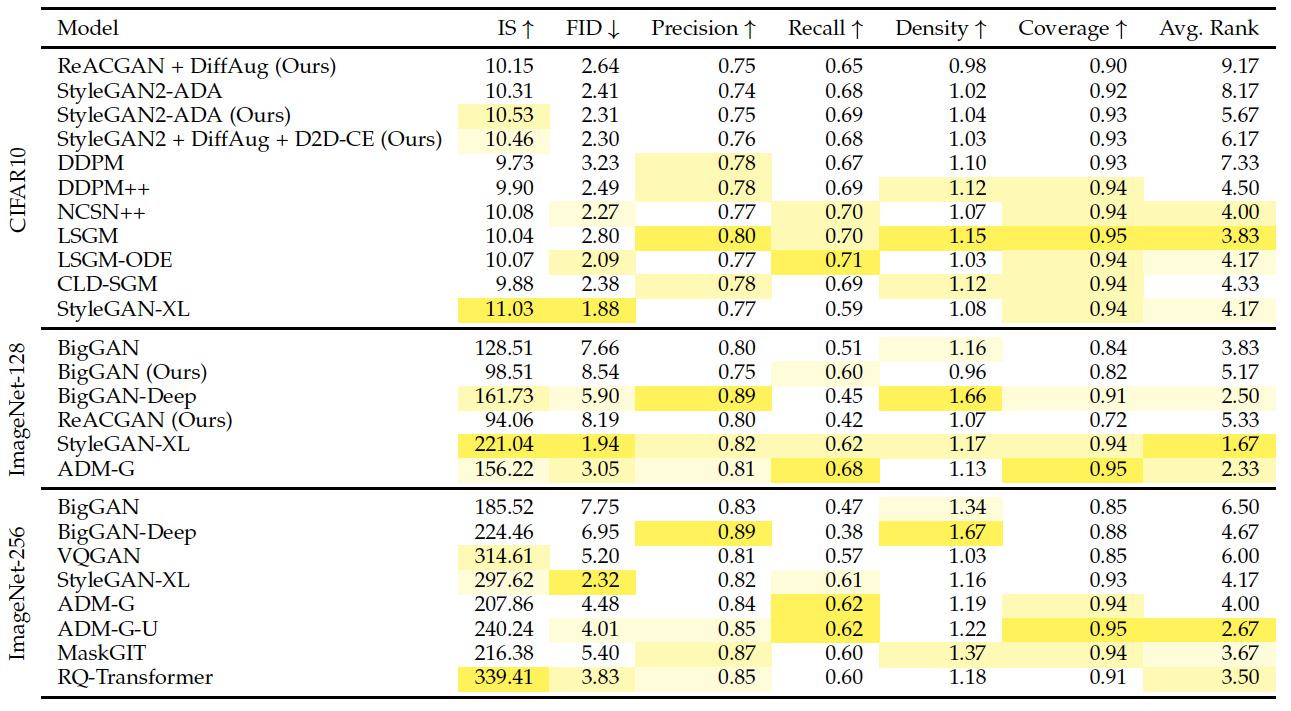 Model IS ↑ FID ↓ Precision ↑ Recall ↑ Density ↑ Coverage ↑ Avg. Rank
CIFAR10
ReACGAN + DiffAug (Ours) 10.15 2.64 0.75 0.65 0.98 0.90 9.17
StyleGAN2-ADA 10.31 2.41 0.74 0.68 1.02 0.92 8.17
StyleGAN2-ADA (Ours) 10.53 2.31 0.75 0.69 1.04 0.93 5.67
StyleGAN2 + DiffAug + D2D-CE (Ours) 10.46 2.30 0.76 0.68 1.03 0.93 6.17
DDPM 9.73 3.23 0.78 0.67 1.10 0.93 7.33
DDPM++ 9.90 2.49 0.78 0.69 1.12 0.94 4.50
NCSN++ 10.08 2.27 0.77 0.70 1.07 0.94 4.00
LSGM 10.04 2.80 0.80 0.70 1.15 0.95 3.83
LSGM-ODE 10.07 2.09 0.77 0.71 1.03 0.94 4.17
CLD-SGM 9.88 2.38 0.78 0.69 1.12 0.94 4.33
StyleGAN-XL 11.03 1.88 0.77 0.59 1.08 0.94 4.17
ImageNet-128
BigGAN 128.51 7.66 0.80 0.51 1.16 0.84 3.83
BigGAN (Ours) 98.51 8.54 0.75 0.60 0.96 0.82 5.17
BigGAN-Deep 161.73 5.90 0.89 0.45 1.66 0.91 2.50
ReACGAN (Ours) 94.06 8.19 0.80 0.42 1.07 0.72 5.33
StyleGAN-XL 221.04 1.94 0.82 0.62 1.17 0.94 1.67
ADM-G 156.22 3.05 0.81 0.68 1.13 0.95 2.33
ImageNet-256
BigGAN 185.52 7.75 0.83 0.47 1.34 0.85 6.50
BigGAN-Deep 224.46 6.95 0.89 0.38 1.67 0.88 4.67
VQGAN 314.61 5.20 0.81 0.57 1.03 0.85 6.00
StyleGAN-XL 297.62 2.32 0.82 0.61 1.16 0.93 4.17
ADM-G 207.86 4.48 0.84 0.62 1.19 0.94 4.00
ADM-G-U 240.24 4.01 0.85 0.62 1.22 0.95 2.67
MaskGIT 216.38 5.40 0.87 0.60 1.37 0.94 3.67
RQ-Transformer 339.41 3.83 0.85 0.60 1.18 0.91 3.50